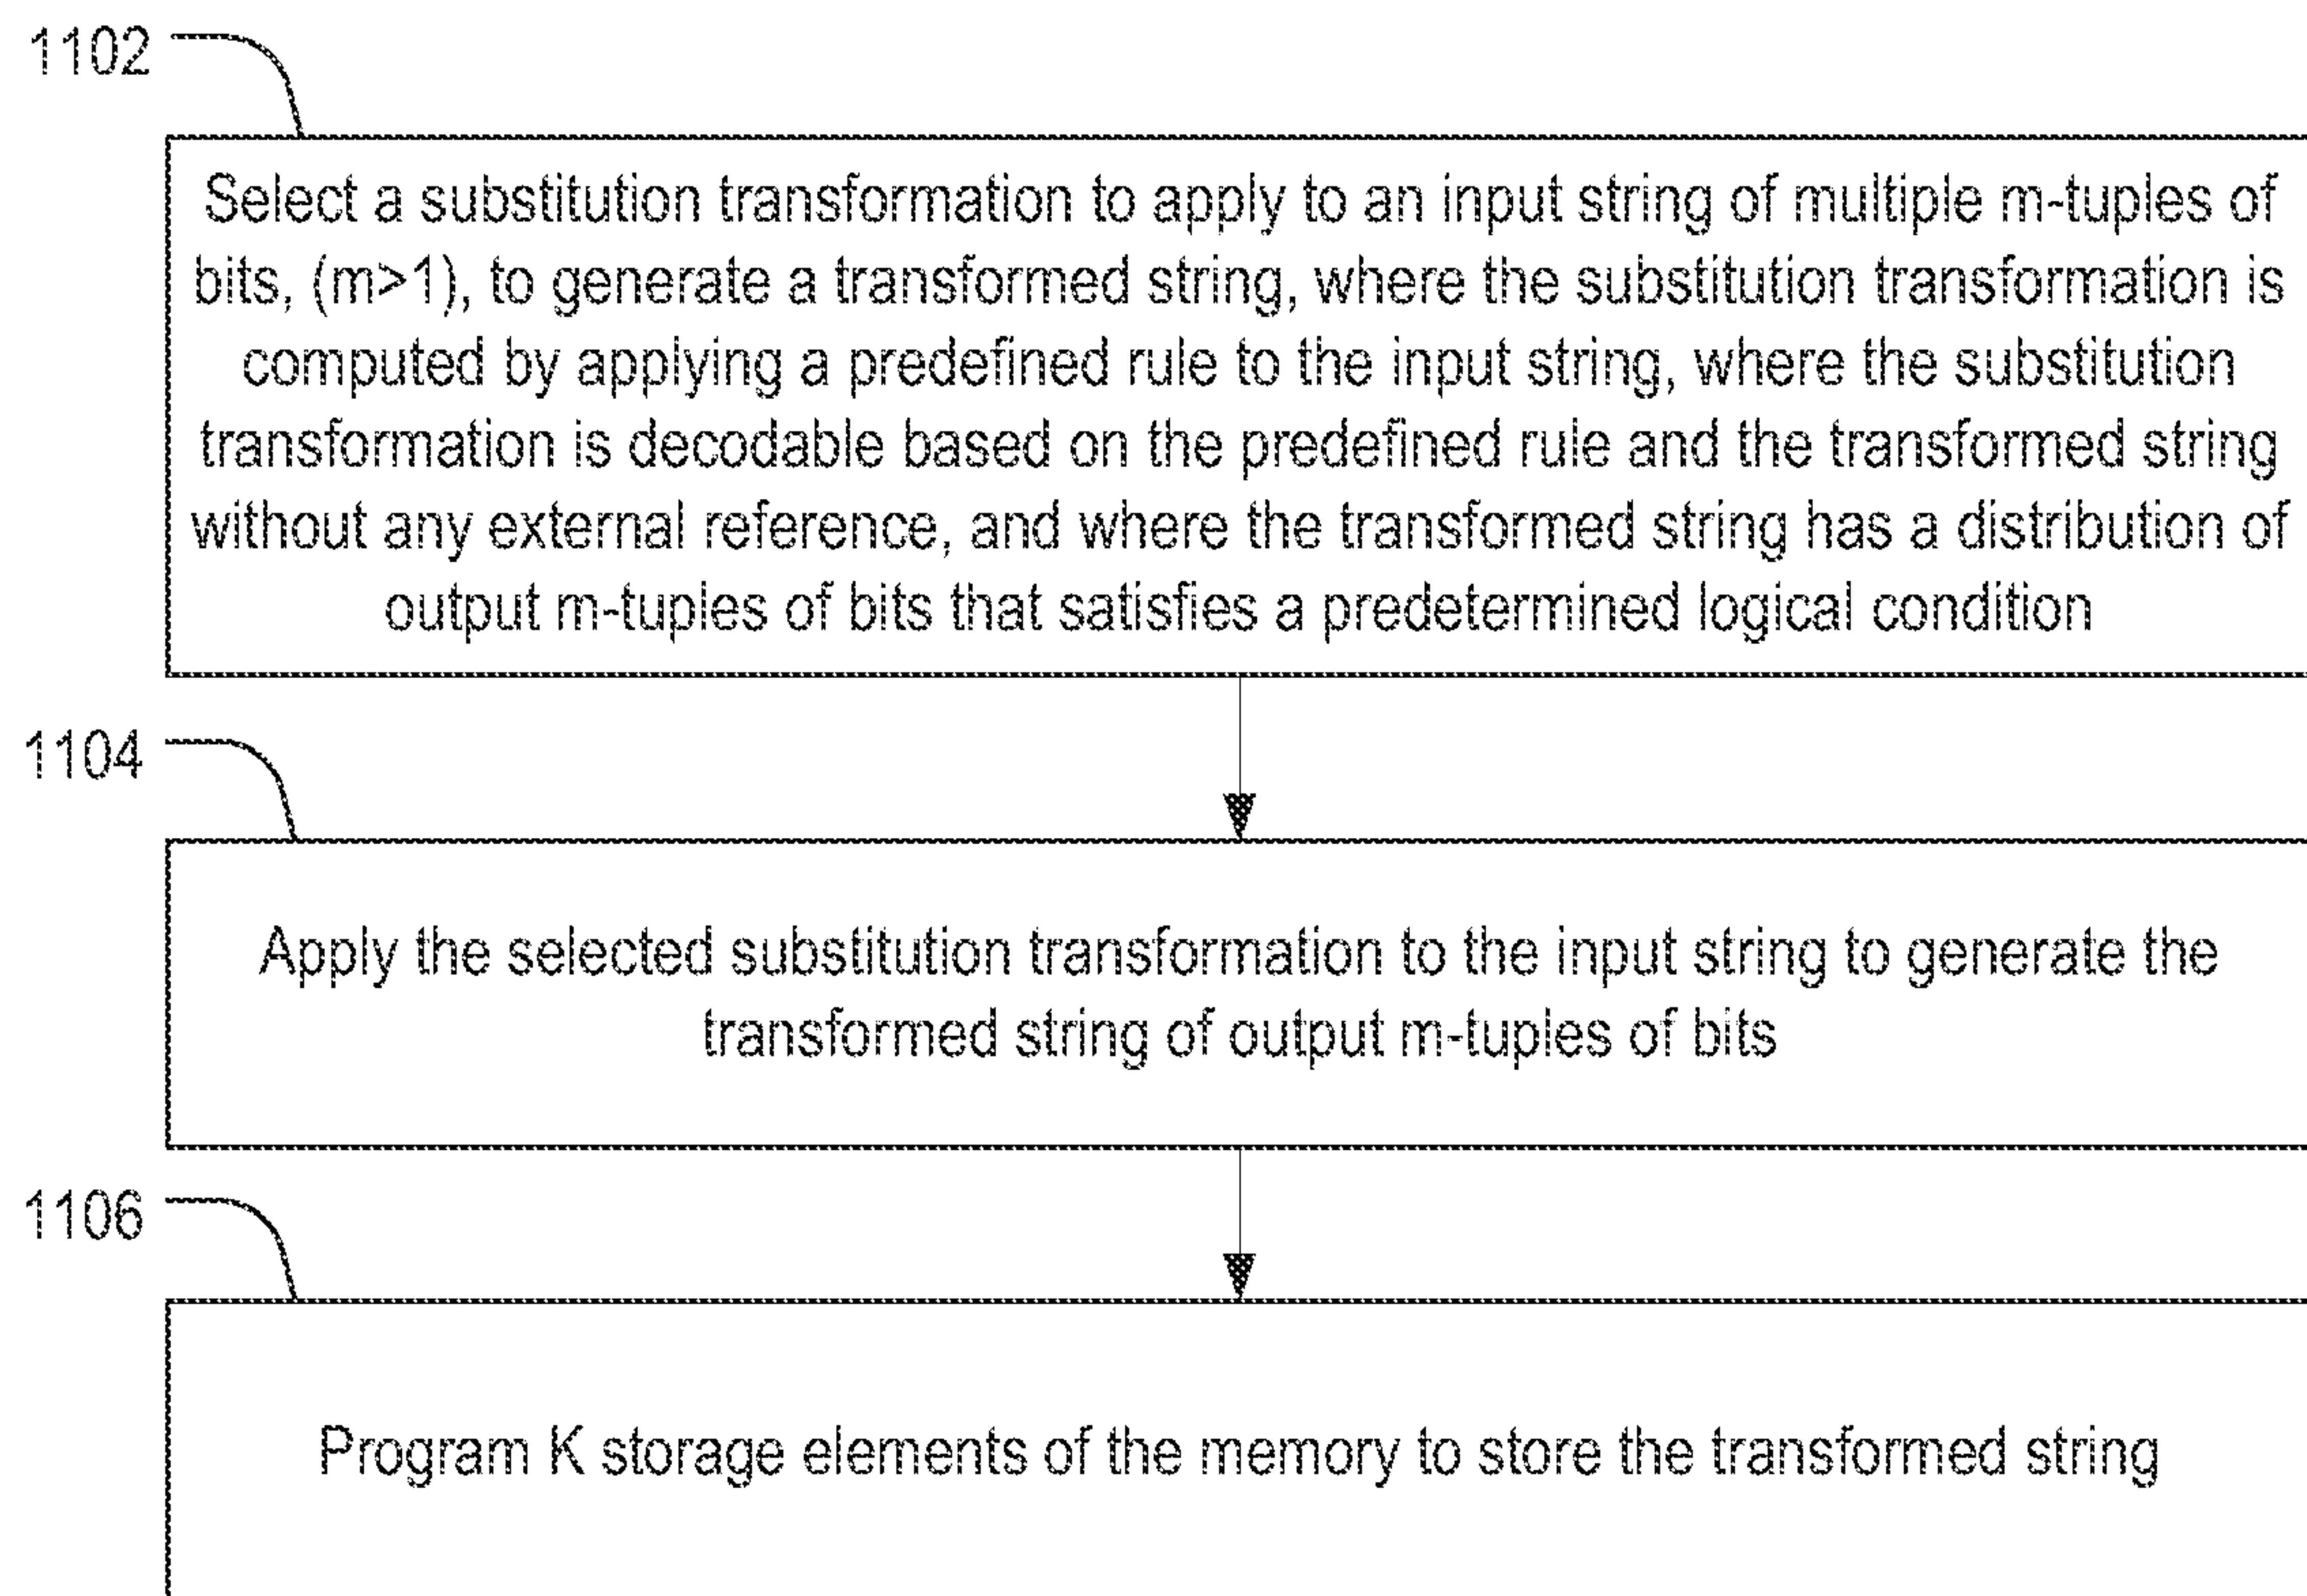 1102
Select a substitution transformation to apply to an input string of multiple m-tuples of
bits, (m>1), to generate a transformed string, where the substitution transformation is
computed by applying a predefined rule to the input string, where the substitution
transformation is decodable based on the predefined rule and the transformed string
without any external reference, and where the transformed string has a distribution of
output m-tuples of bits that satisfies a predetermined logical condition
1104
Apply the selected substitution transformation to the input string to generate the
transformed string of output m-tuples of bits
1106
Program K storage elements of the memory to store the transformed string